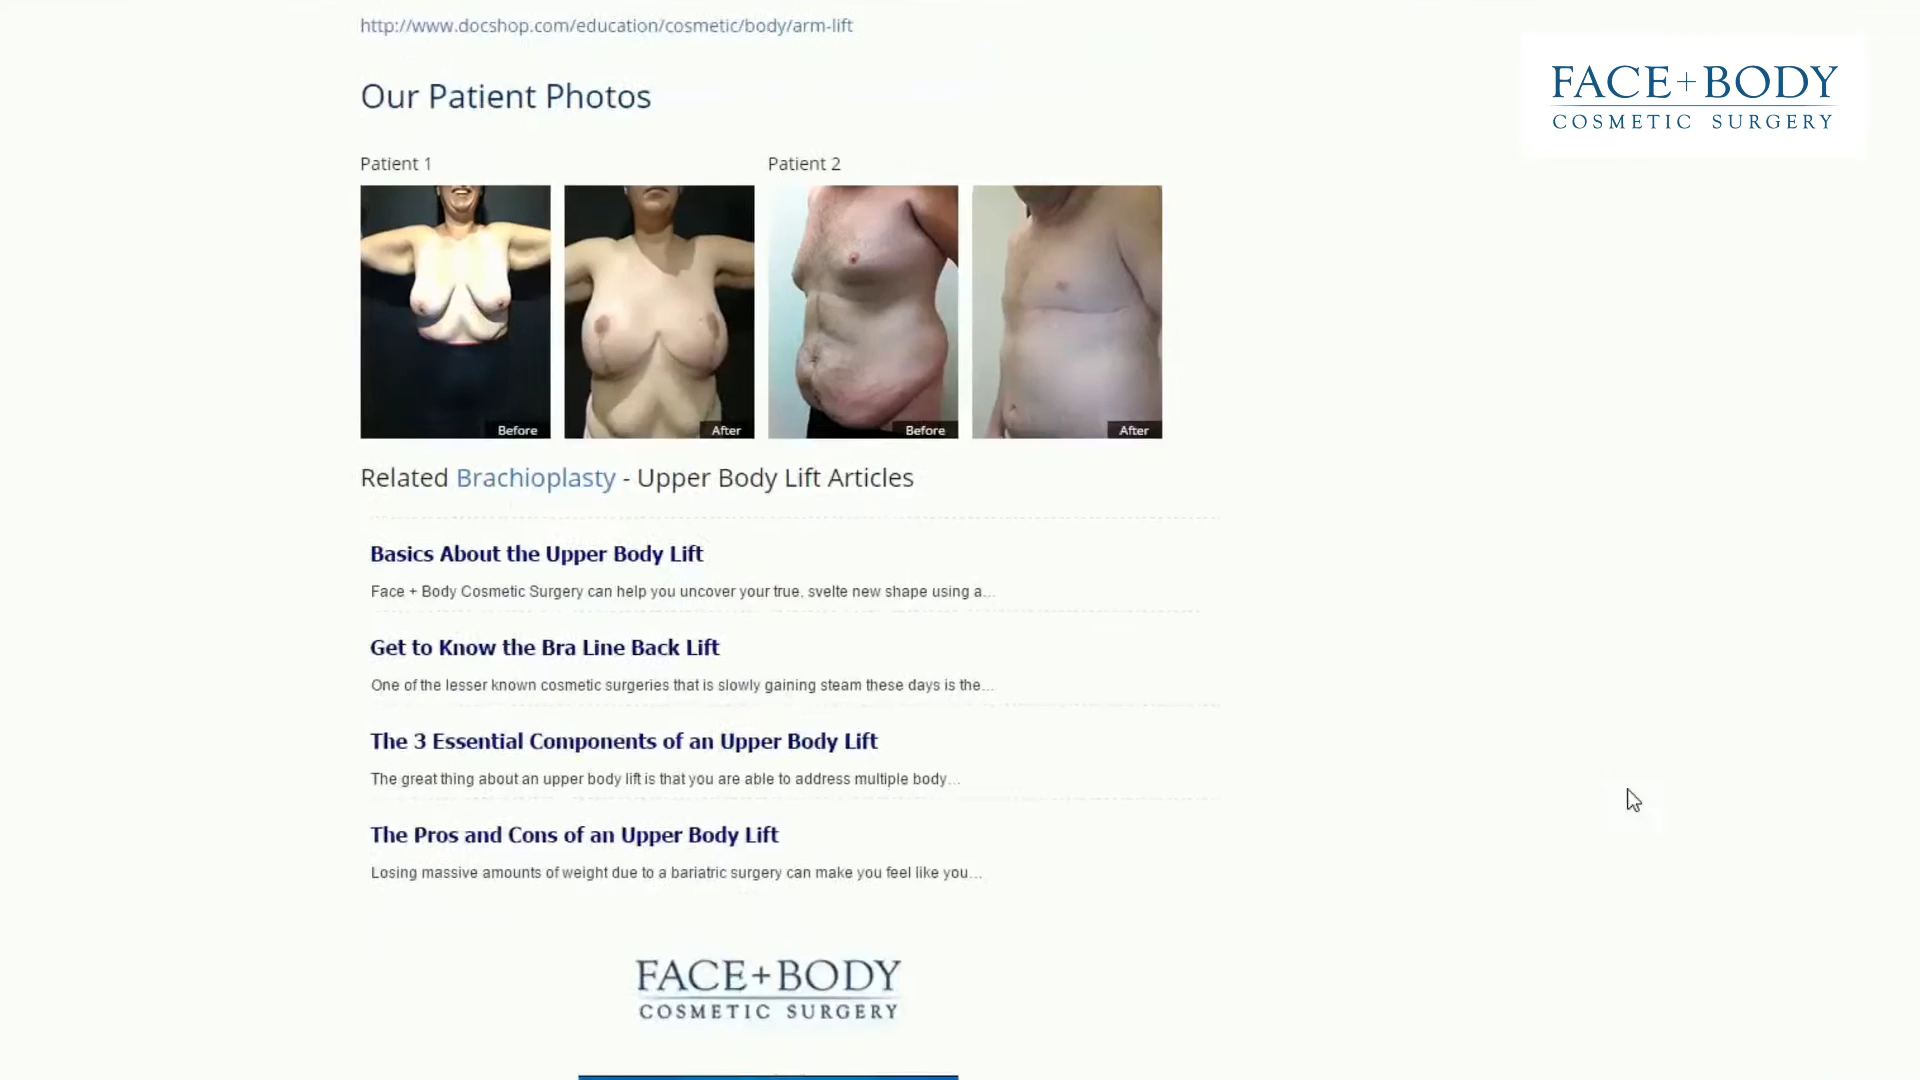 http://www.docshop.com/education/cosmetic/body/arm-lift
FACE+BODY
COSMETIC SURGERY
Our Patient Photos
Patient 1
Patient 2
Before
After
Before
After
Related Brachioplasty - Upper Body Lift Articles
Basics About the Upper Body Lift
Face + Body Cosmetic Surgery can help you uncover your true, svelte new shape using a...
Get to Know the Bra Line Back Lift
One of the lesser known cosmetic surgeries that is slowly gaining steam these days is the...
The 3 Essential Components of an Upper Body Lift
The great thing about an upper body lift is that you are able to address multiple body...
The Pros and Cons of an Upper Body Lift
Losing massive amounts of weight due to a bariatric surgery can make you feel like you...
FACE+BODY
COSMETIC SURGERY